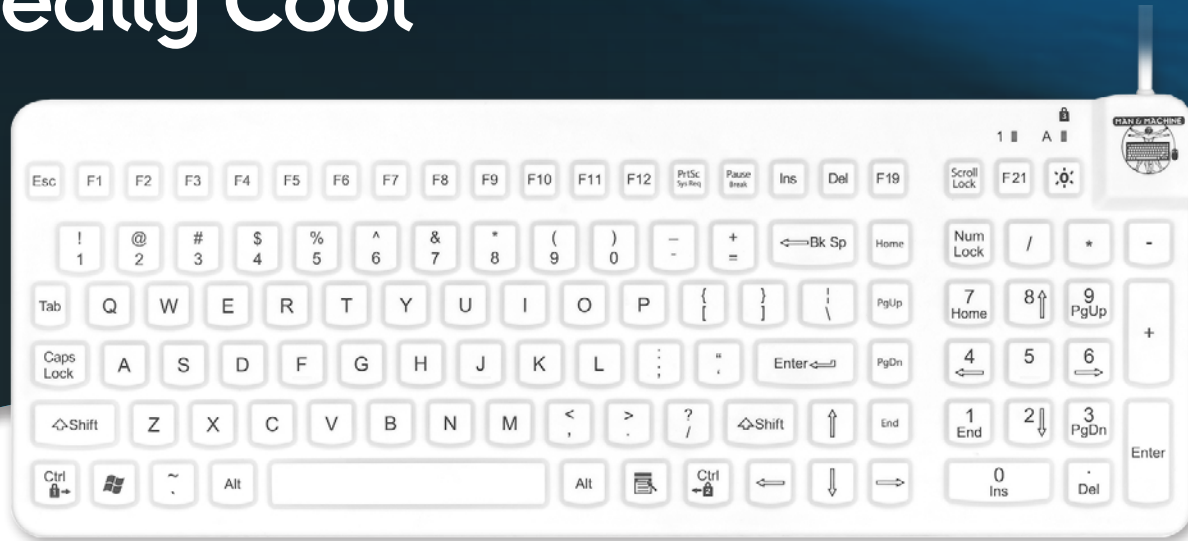 eally Cool
1 A
MAN & MACHINE
Esc F1 F2 F3 F4 F5 F6 F7 F8 F9 F10 F11 F12 PrtSc Pause Ins Del F19 Scroll F21
Sys Req Break Lock
! @ # $ % ^ & * ( ) _ + ⇐Bk Sp Home Num / * -
1 2 3 4 5 6 7 8 9 0 - = Lock
Tab Q W E R T Y U I O P { } ¦ PgUp 7 8⇑ 9 +
[ ] \ Home PgUp
Caps A S D F G H J K L : “ Enter PgDn 4 5 6
Lock ; ‘ ⇐ ⇒
⇧Shift Z X C V B N M < > ? ⇧Shift ⇑ End 1 2⇓ 3 Enter
, . / End PgDn
Ctrl ~ Alt Alt Ctrl ⇐ ⇓ ⇒ 0 .
Ins Del